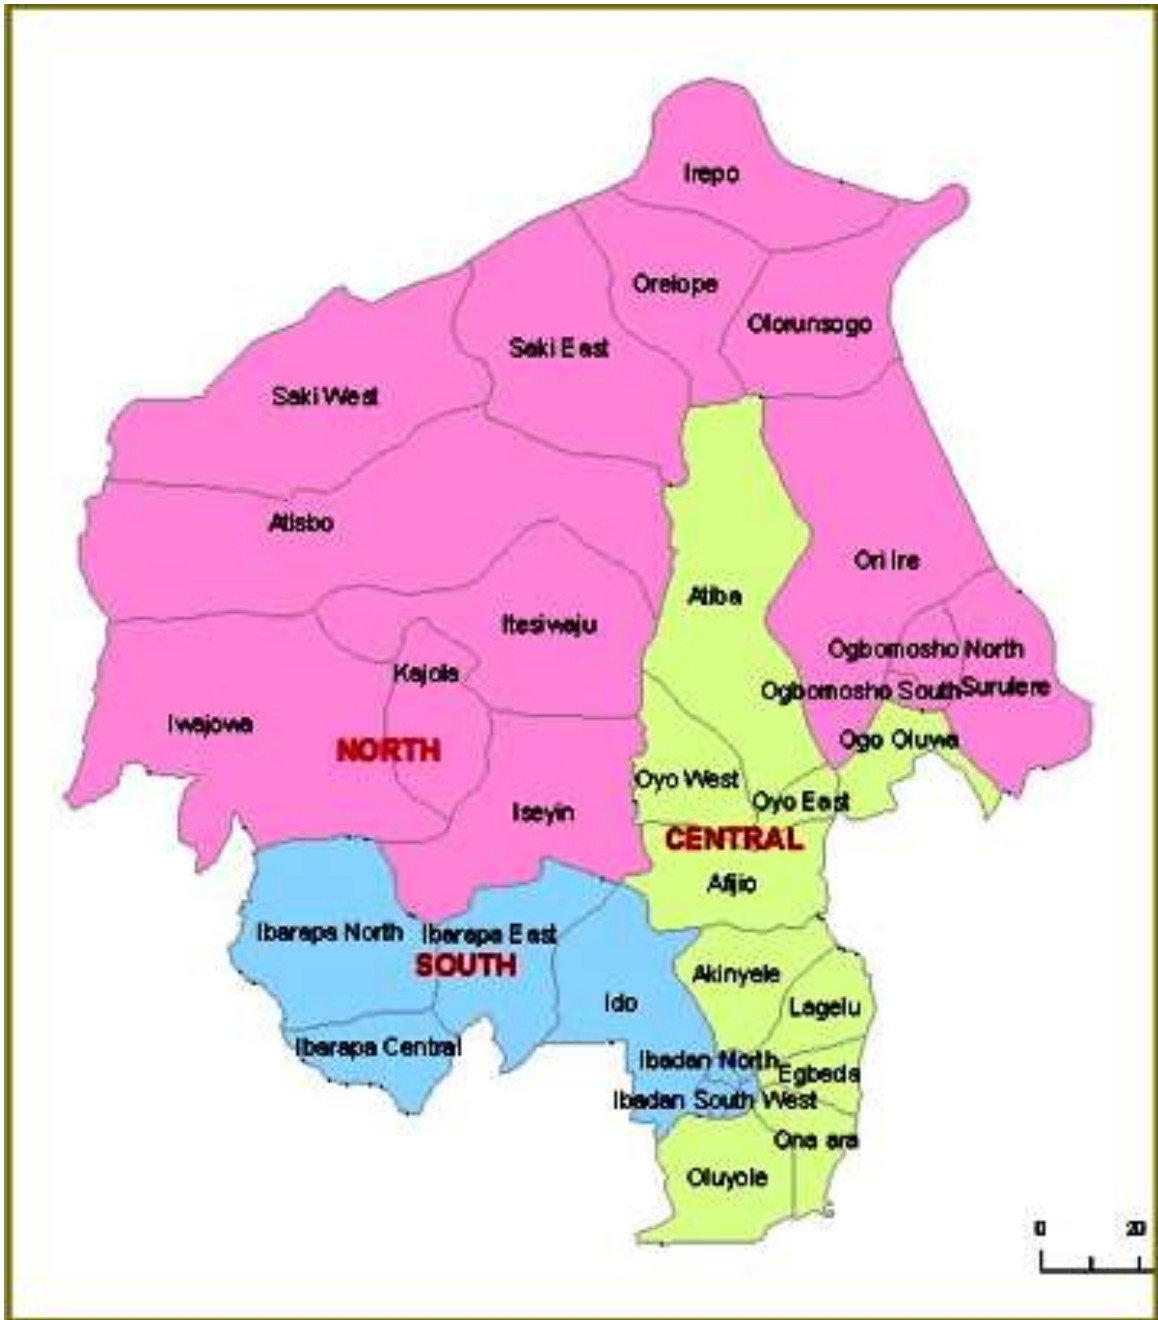 Irepo
Orelope
Olorunsogo
Saki East
Saki West
Atisbo
Ori Ire
Atiba
Itesiwaju
Ogbomosho North
Kajola
Ogbomosho South
Surulere
Iwajowa
NORTH
Ogo Oluwa
Oyo West
Oyo East
Iseyin
CENTRAL
Afijio
Ibarapa North
Ibarapa East
SOUTH
Akinyele
Ido
Lagelu
Ibarapa Central
Ibadan North
Egbeda
Ibadan South West
Ona ara
Oluyole
0 20